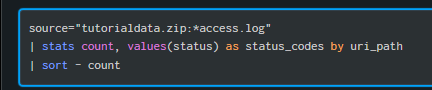 source="tutorialdata.zip:*access.log"
| stats count, values(status) as status_codes by uri_path
| sort - count